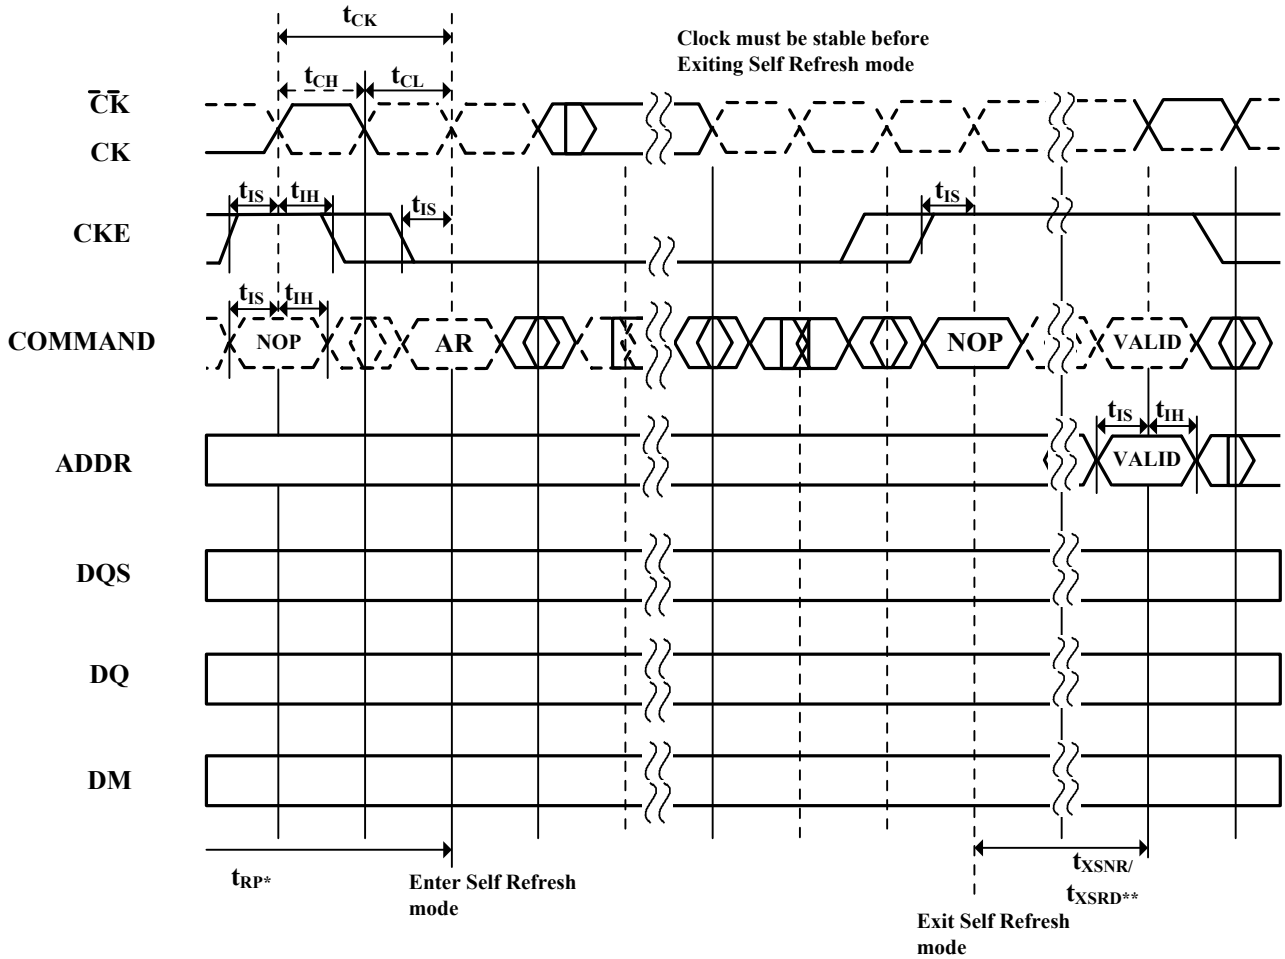 tCK
Clock must be stable before
Exiting Self Refresh mode
tCH
tCL
C̅K̅
CK
tIS
tIH
tIS
tIS
CKE
tIS
tIH
COMMAND
NOP
AR
NOP
VALID
tIS
tIH
ADDR
VALID
DQS
DQ
DM
tRP*
Enter Self Refresh
mode
tXSNR/
tXSRD**
Exit Self Refresh
mode